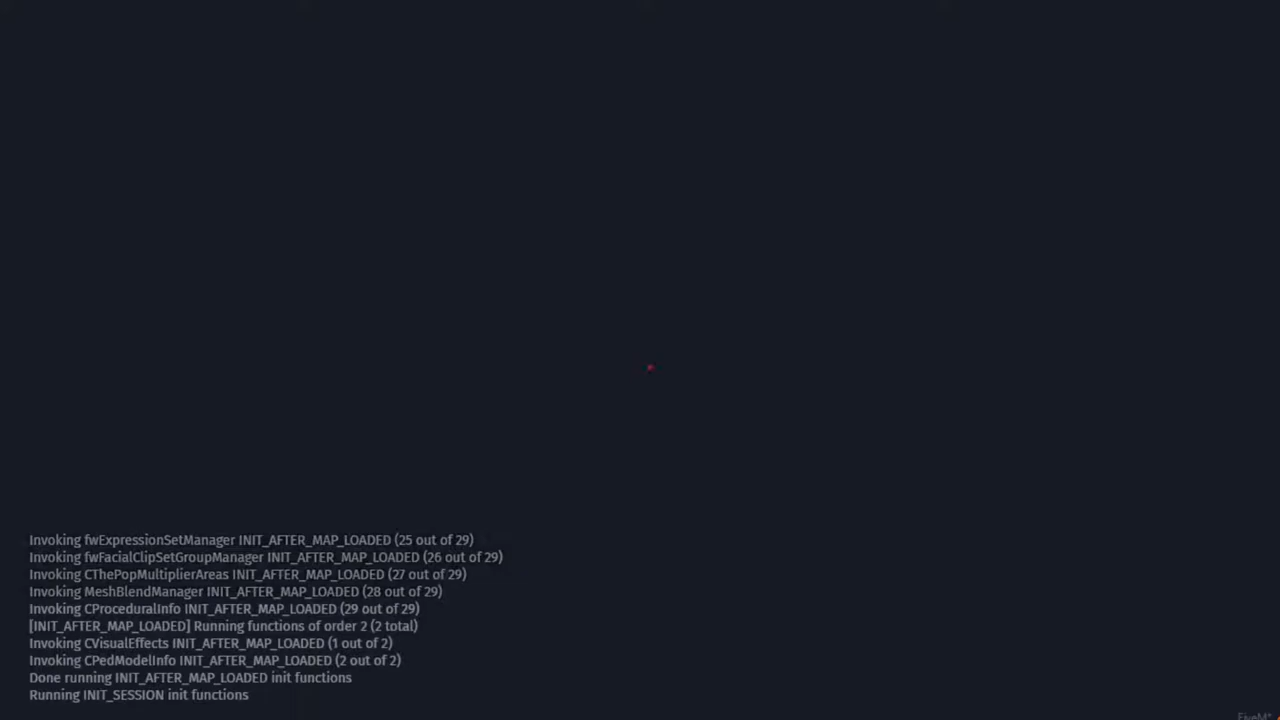 Invoking fwExpressionSetManager INIT_AFTER_MAP_LOADED (25 out of 29)
Invoking fwFacialClipSetGroupManager INIT_AFTER_MAP_LOADED (26 out of 29)
Invoking CThePopMultiplierAreas INIT_AFTER_MAP_LOADED (27 out of 29)
Invoking MeshBlendManager INIT_AFTER_MAP_LOADED (28 out of 29)
Invoking CProceduralInfo INIT_AFTER_MAP_LOADED (29 out of 29)
[INIT_AFTER_MAP_LOADED] Running functions of order 2 (2 total)
Invoking CVisualEffects INIT_AFTER_MAP_LOADED (1 out of 2)
Invoking CPedModelInfo INIT_AFTER_MAP_LOADED (2 out of 2)
Done running INIT_AFTER_MAP_LOADED init functions
Running INIT_SESSION init functions